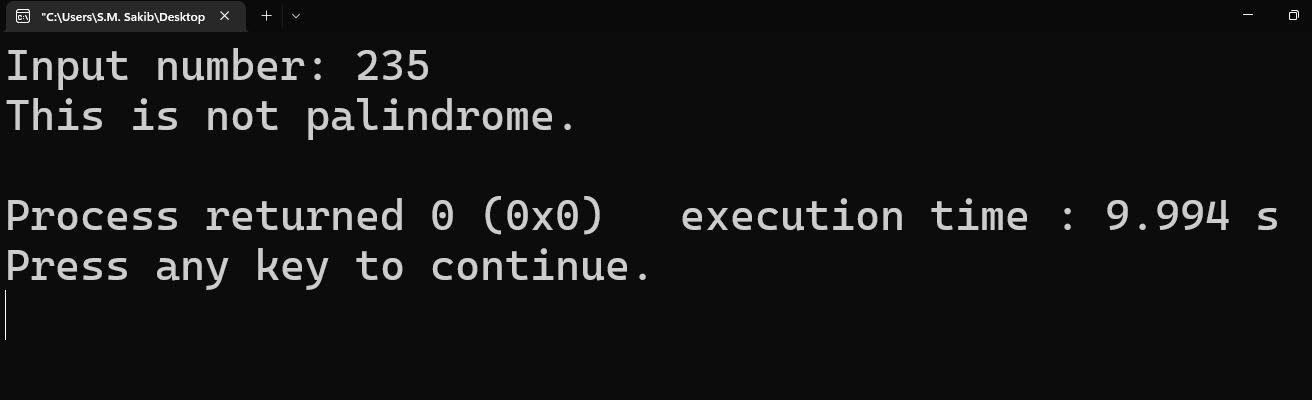 "C:\Users\S.M. Sakib\Desktop
Input number: 235
This is not palindrome.
Process returned 0 (0x0)   execution time : 9.994 s
Press any key to continue.